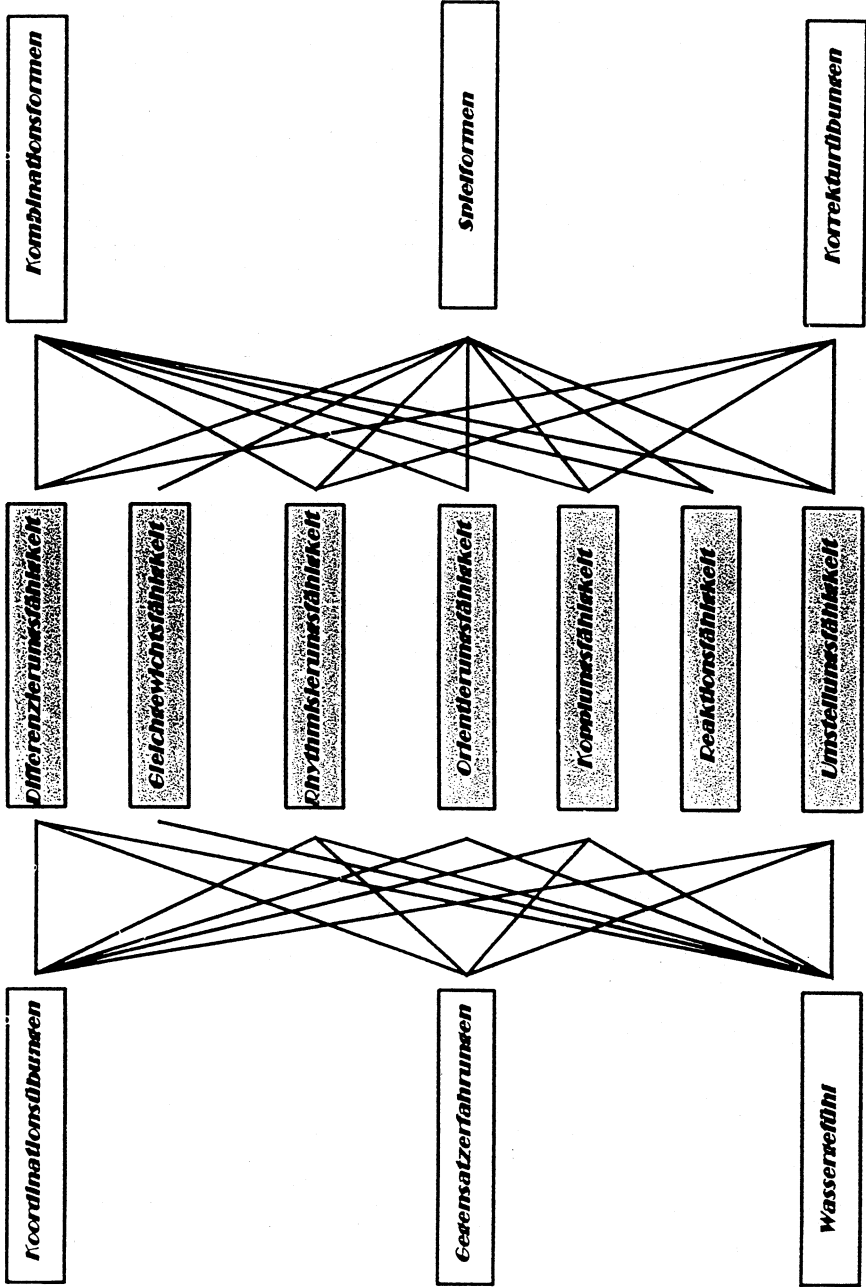 Kombinationsformen
Spielformen
Korrekturübungen
Differenzierungsfähigkeit
Gleichgewichtsfähigkeit
Rhythmisierungsfähigkeit
Orientierungsfähigkeit
Kopplungsfähigkeit
Reaktionsfähigkeit
Umstellungsfähigkeit
Koordinationsübungen
Gegensatzerfahrungen
Wassergefühl